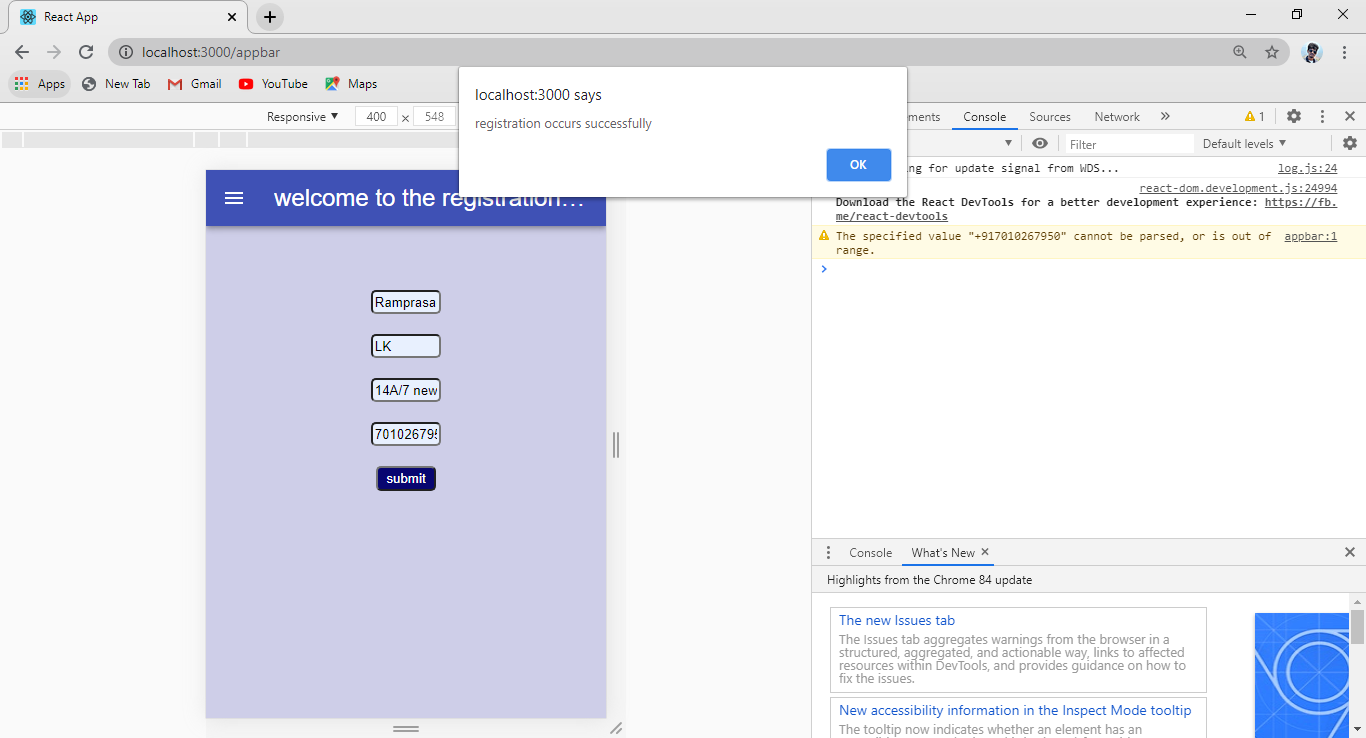 React App
localhost:3000/appbar
Apps
New Tab
Gmail
YouTube
Maps
localhost:3000 says
registration occurs successfully
OK
Responsive
400
×
548
Console
Sources
Network
1
Filter
Default levels
for update signal from WDS...
log.js:24
react-dom.development.js:24994
Download the React DevTools for a better development experience: https://fb.
me/react-devtools
The specified value "+917010267950" cannot be parsed, or is out of
range.
appbar:1
welcome to the registration...
Ramprasa
LK
14A/7 new
70102679
submit
Console
What's New
Highlights from the Chrome 84 update
The new Issues tab
The Issues tab aggregates warnings from the browser in a
structured, aggregated, and actionable way, links to affected
resources within DevTools, and provides guidance on how to
fix the issues.
New accessibility information in the Inspect Mode tooltip
The tooltip now indicates whether an element has an